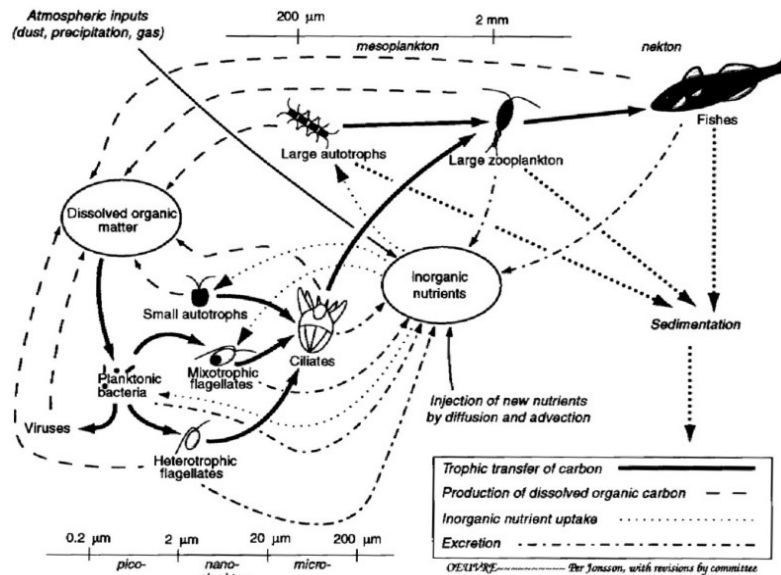 Atmospheric inputs
(dust, precipitation, gas)
200 µm
2 mm
mesoplankton
nekton
Fishes
Large autotrophs
Large zooplankton
Dissolved organic
matter
Inorganic
nutrients
Small autotrophs
Sedimentation
Ciliates
Mixotrophic
flagellates
Planktonic
bacteria
Injection of new nutrients
by diffusion and advection
Viruses
Heterotrophic
flagellates
Trophic transfer of carbon
Production of dissolved organic carbon
Inorganic nutrient uptake
Excretion
0.2 µm
2 µm
20 µm
200 µm
pico-
nano-
micro-
OEUVRE Per Jonsson, with revisions by committee